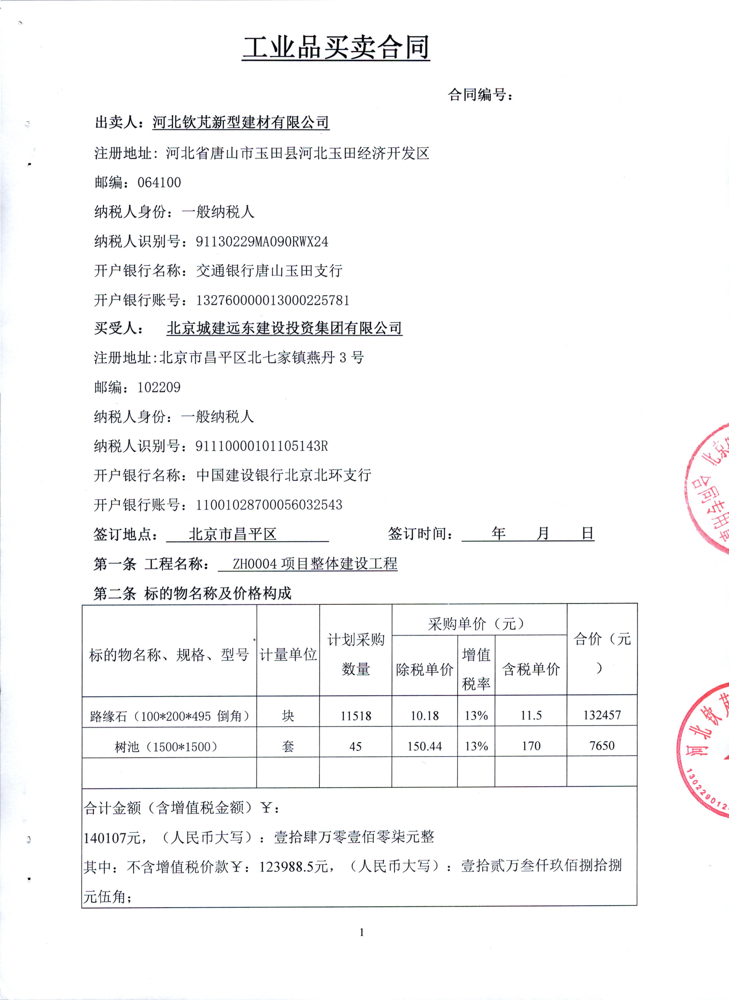 工业品买卖合同
合同编号：
出卖人：河北钦芃新型建材有限公司
注册地址: 河北省唐山市玉田县河北玉田经济开发区
邮编：064100
纳税人身份：一般纳税人
纳税人识别号：91130229MA090RWX24
开户银行名称：交通银行唐山玉田支行
开户银行账号：132760000013000225781
买受人： 北京城建远东建设投资集团有限公司
注册地址:北京市昌平区北七家镇燕丹 3 号
邮编：102209
纳税人身份：一般纳税人
纳税人识别号：91110000101105143R
开户银行名称：中国建设银行北京北环支行
开户银行账号：11001028700056032543
签订地点： 北京市昌平区 签订时间： 年 月 日
第一条 工程名称： ZH0004 项目整体建设工程
第二条 标的物名称及价格构成
标的物名称、规格、型号 计量单位 计划采购数量 采购单价（元） 合价（元）
除税单价 增值税率 含税单价
路缘石（100*200*495 倒角） 块 11518 10.18 13% 11.5 132457
树池（1500*1500） 套 45 150.44 13% 170 7650
合计金额（含增值税金额）￥：
140107元，（人民币大写）：壹拾肆万零壹佰零柒元整
其中：不含增值税价款￥：123988.5元，（人民币大写）：壹拾贰万叁仟玖佰捌拾捌
元伍角；
1
北京
合同专用章
河北钦
130229012